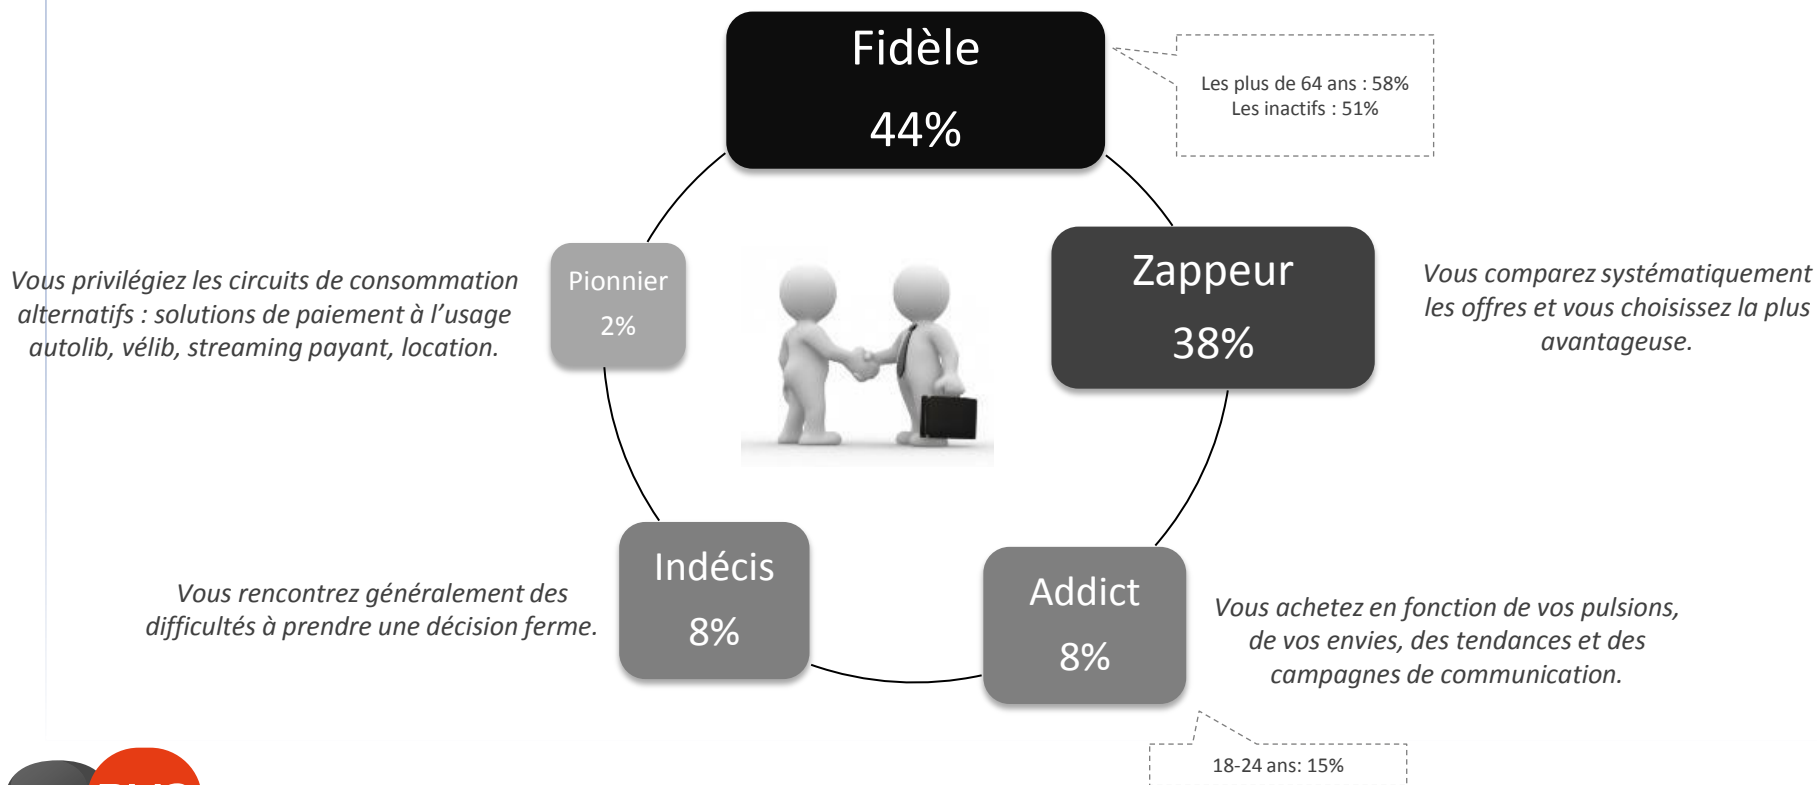 Fidèle
44%
Les plus de 64 ans : 58%
Les inactifs : 51%
Pionnier
2%
Vous privilégiez les circuits de consommation
alternatifs : solutions de paiement à l’usage
autolib, vélib, streaming payant, location.
Zappeur
38%
Vous comparez systématiquement
les offres et vous choisissez la plus
avantageuse.
Indécis
8%
Vous rencontrez généralement des
difficultés à prendre une décision ferme.
Addict
8%
Vous achetez en fonction de vos pulsions,
de vos envies, des tendances et des
campagnes de communication.
18-24 ans: 15%